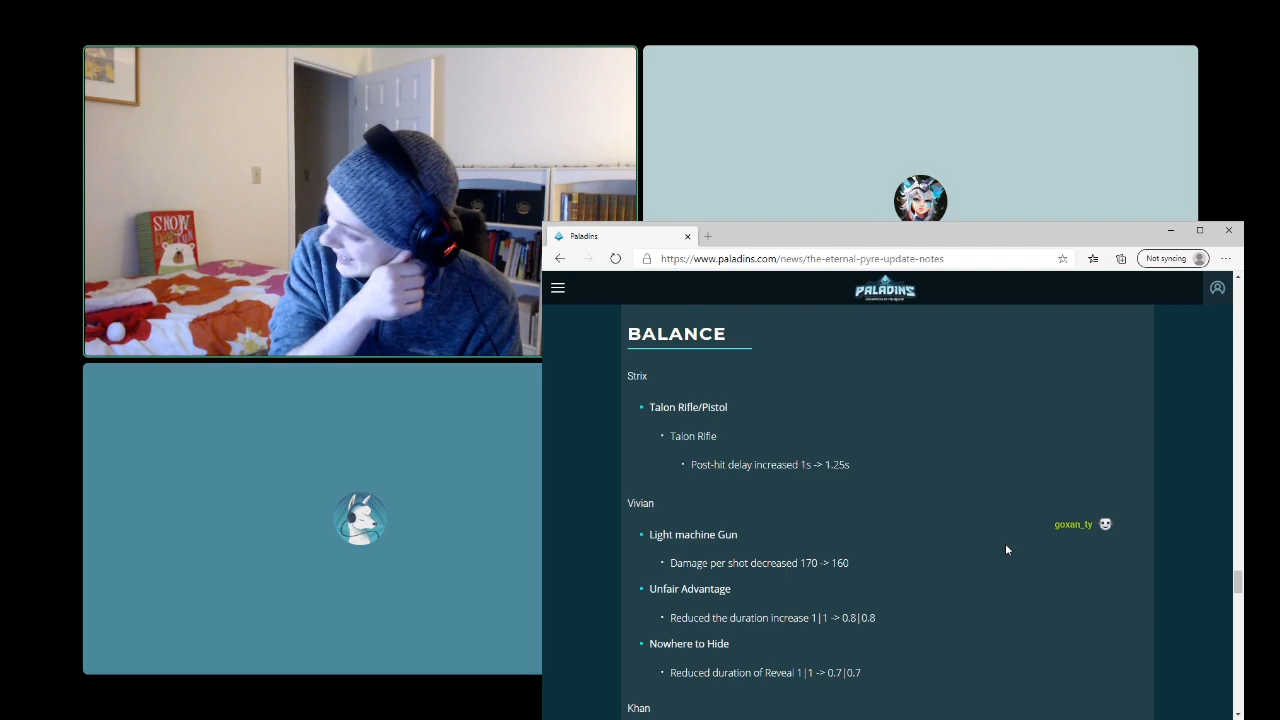 SNOW
Paladins
https://www.paladins.com/news/the-eternal-pyre-update-notes
Not syncing
PALADINS
BALANCE
Strix
Talon Rifle/Pistol
Talon Rifle
Post-hit delay increased 1s -> 1.25s
Vivian
goxan_ty
Light machine Gun
Damage per shot decreased 170 -> 160
Unfair Advantage
Reduced the duration increase 1|1 -> 0.8|0.8
Nowhere to Hide
Reduced duration of Reveal 1|1 -> 0.7|0.7
Khan